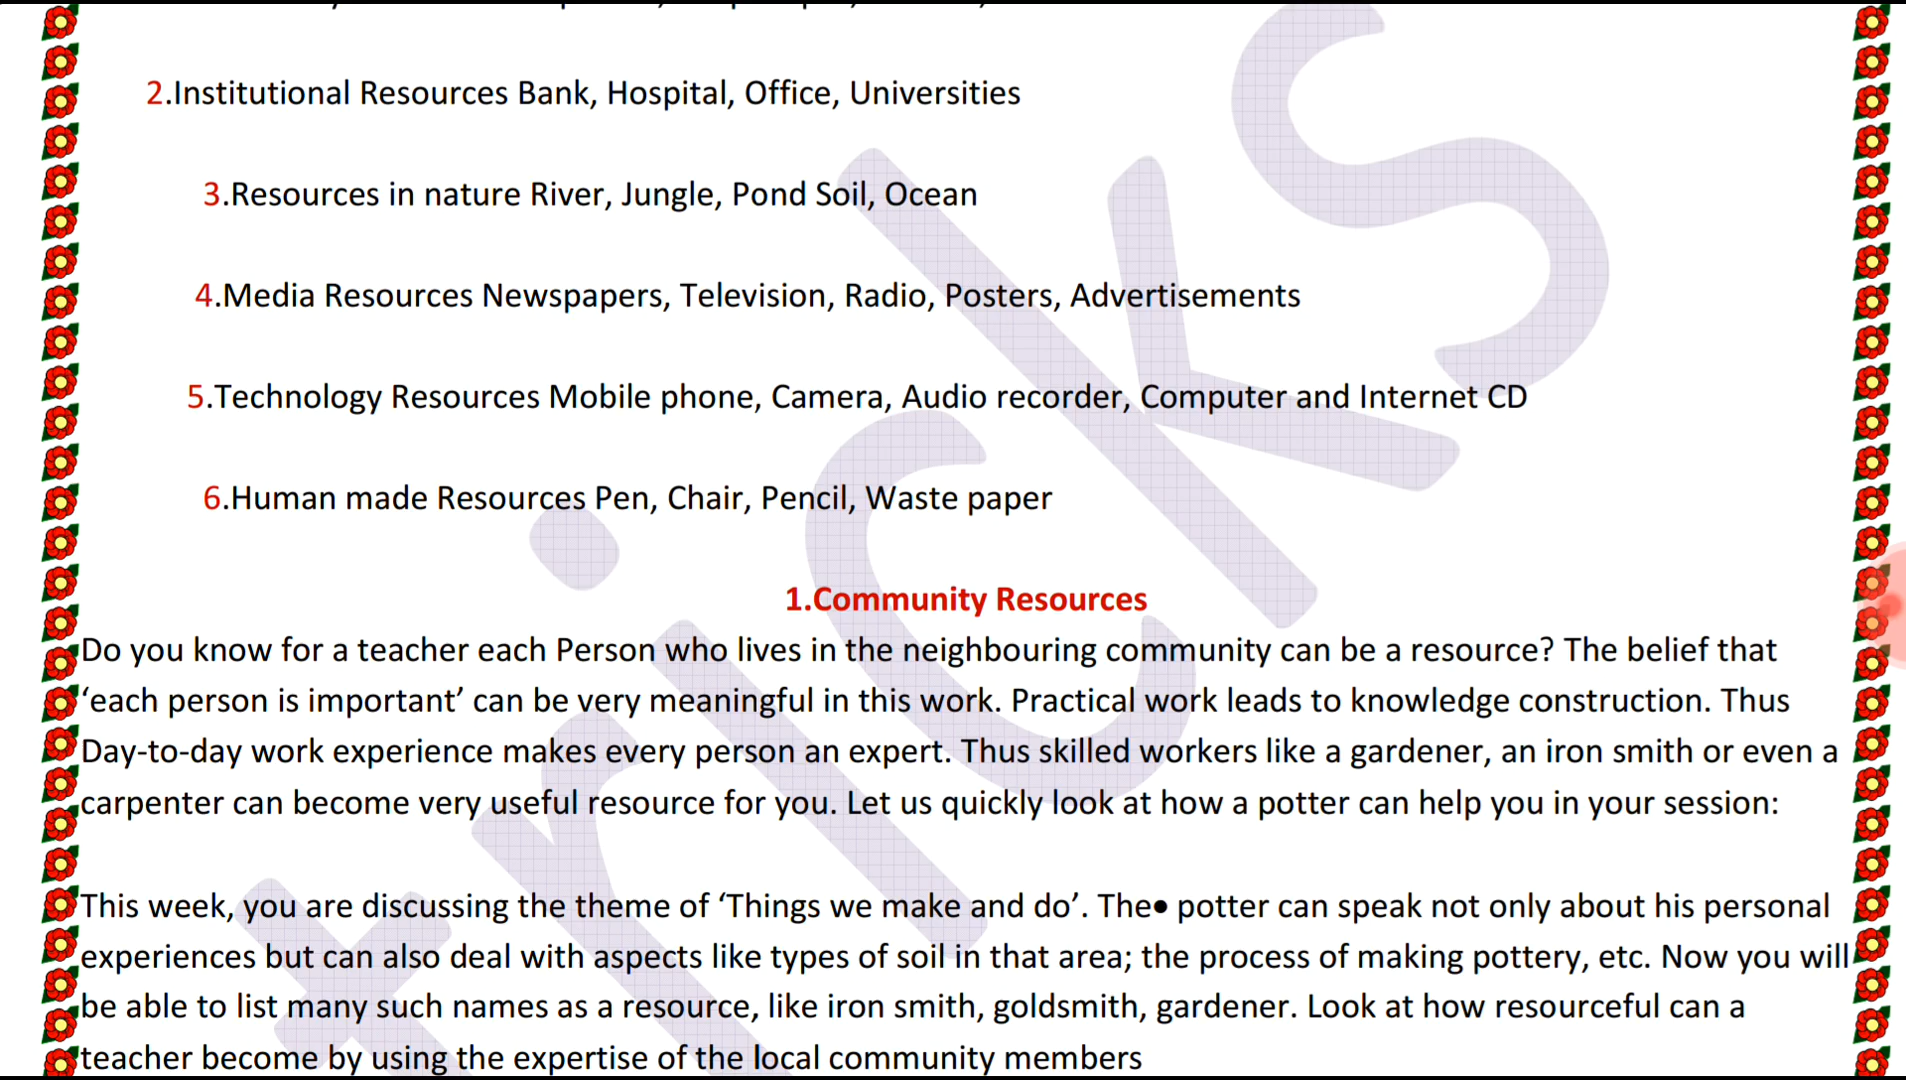 2.Institutional Resources Bank, Hospital, Office, Universities
3.Resources in nature River, Jungle, Pond Soil, Ocean
4.Media Resources Newspapers, Television, Radio, Posters, Advertisements
5.Technology Resources Mobile phone, Camera, Audio recorder, Computer and Internet CD
6.Human made Resources Pen, Chair, Pencil, Waste paper
1.Community Resources
Do you know for a teacher each Person who lives in the neighbouring community can be a resource? The belief that
‘each person is important’ can be very meaningful in this work. Practical work leads to knowledge construction. Thus
Day-to-day work experience makes every person an expert. Thus skilled workers like a gardener, an iron smith or even a
carpenter can become very useful resource for you. Let us quickly look at how a potter can help you in your session:
This week, you are discussing the theme of ‘Things we make and do’. The● potter can speak not only about his personal
experiences but can also deal with aspects like types of soil in that area; the process of making pottery, etc. Now you will
be able to list many such names as a resource, like iron smith, goldsmith, gardener. Look at how resourceful can a
teacher become by using the expertise of the local community members
tricks